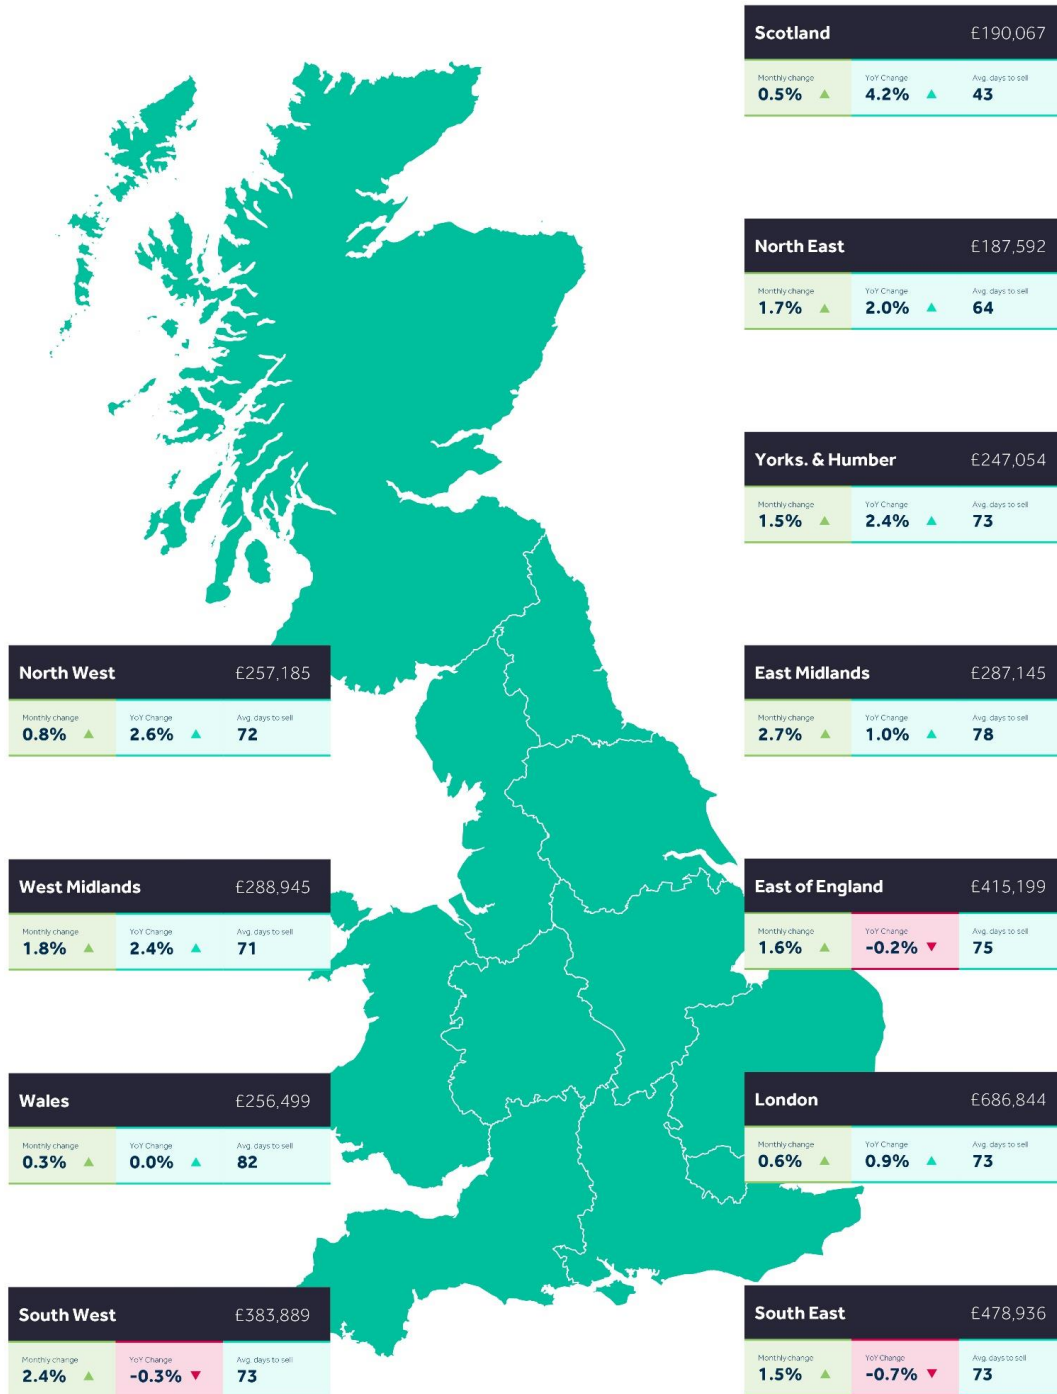 Scotland £190,067
Monthly change YoY Change Avg. days to sell
0.5% 4.2% 43
North East £187,592
Monthly change YoY Change Avg. days to sell
1.7% 2.0% 64
Yorks. & Humber £247,054
Monthly change YoY Change Avg. days to sell
1.5% 2.4% 73
North West £257,185
Monthly change YoY Change Avg. days to sell
0.8% 2.6% 72
East Midlands £287,145
Monthly change YoY Change Avg. days to sell
2.7% 1.0% 78
West Midlands £288,945
Monthly change YoY Change Avg. days to sell
1.8% 2.4% 71
East of England £415,199
Monthly change YoY Change Avg. days to sell
1.6% -0.2% 75
Wales £256,499
Monthly change YoY Change Avg. days to sell
0.3% 0.0% 82
London £686,844
Monthly change YoY Change Avg. days to sell
0.6% 0.9% 73
South West £383,889
Monthly change YoY Change Avg. days to sell
2.4% -0.3% 73
South East £478,936
Monthly change YoY Change Avg. days to sell
1.5% -0.7% 73